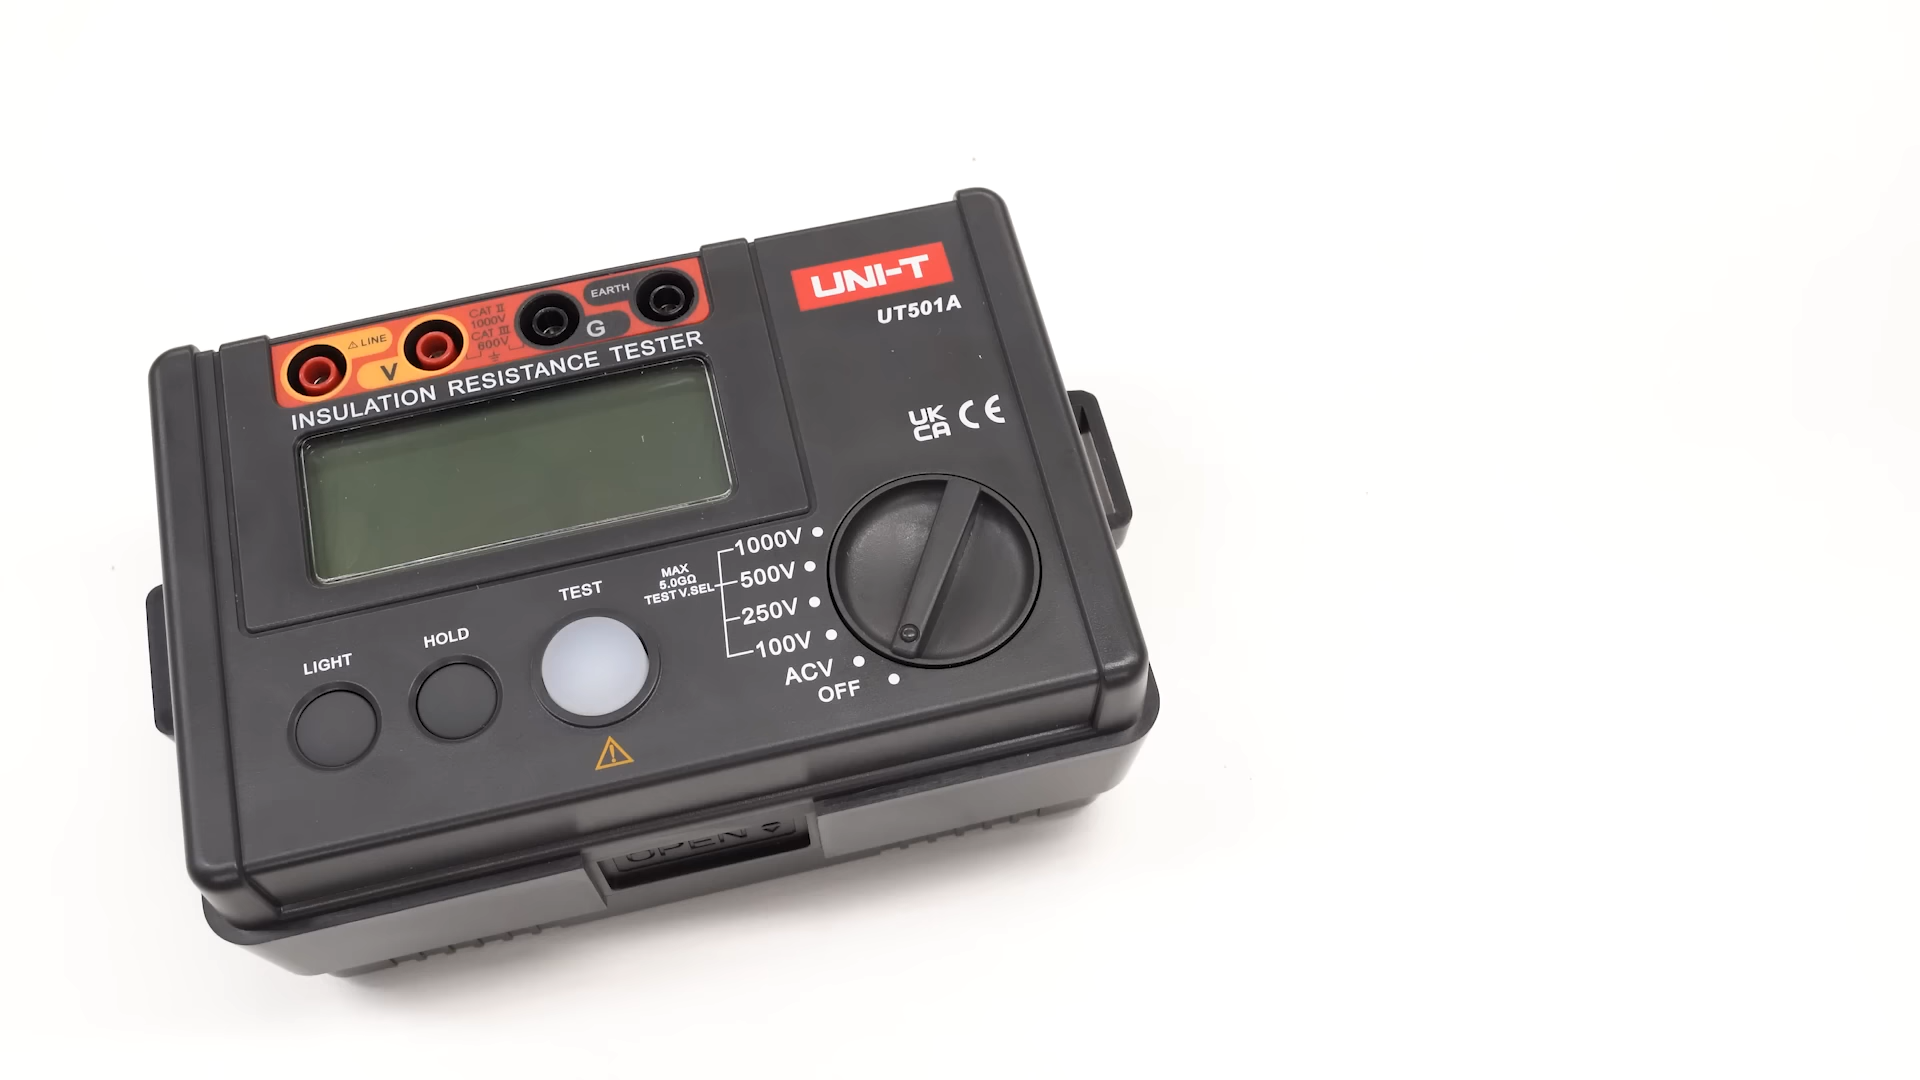 UNI-T
UT501A
⚠ LINE
V
CAT II
1000V
CAT III
600V
G
EARTH
INSULATION RESISTANCE TESTER
UK
CA CE
1000V
500V
250V
100V
ACV
OFF
MAX
5.0GΩ
TEST V.SEL
TEST
HOLD
LIGHT
OPEN